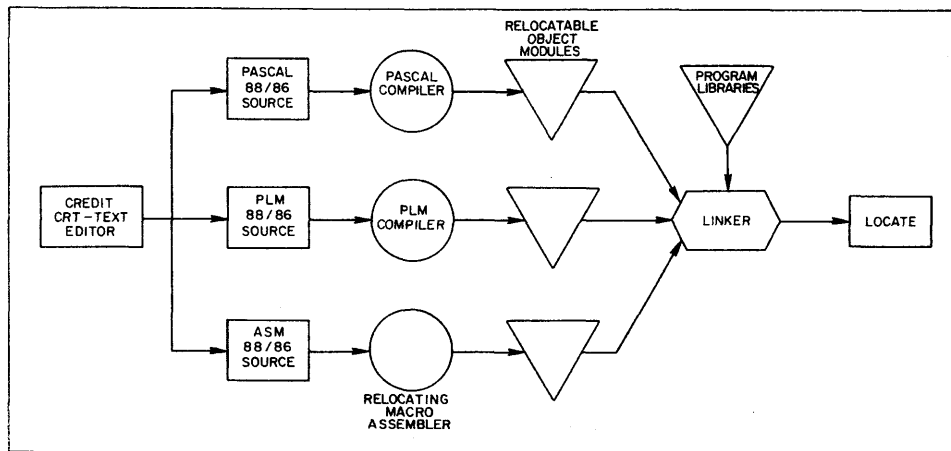 RELOCATABLE
OBJECT
MODULES
PASCAL
88/86
SOURCE
PASCAL
COMPILER
PROGRAM
LIBRARIES
CREDIT
CRT-TEXT
EDITOR
PLM
88/86
SOURCE
PLM
COMPILER
LINKER
LOCATE
ASM
88/86
SOURCE
RELOCATING
MACRO
ASSEMBLER